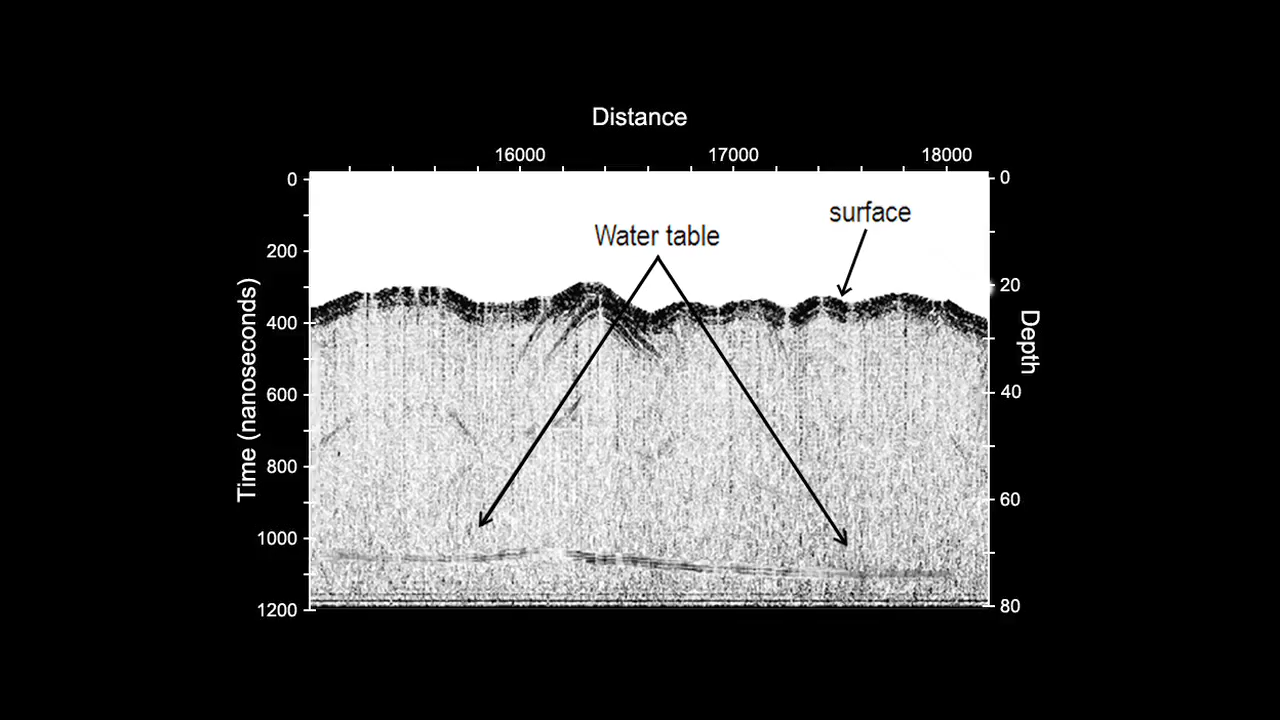 Distance
16000 17000 18000
0
200
400
600
800
1000
1200
Time (nanoseconds)
Water table
surface
0
20
40
60
80
Depth